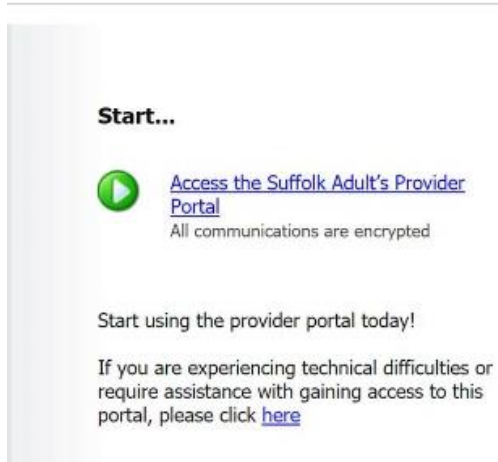 Start...
Access the Suffolk Adult's Provider
Portal
All communications are encrypted
Start using the provider portal today!
If you are experiencing technical difficulties or
require assistance with gaining access to this
portal, please click here